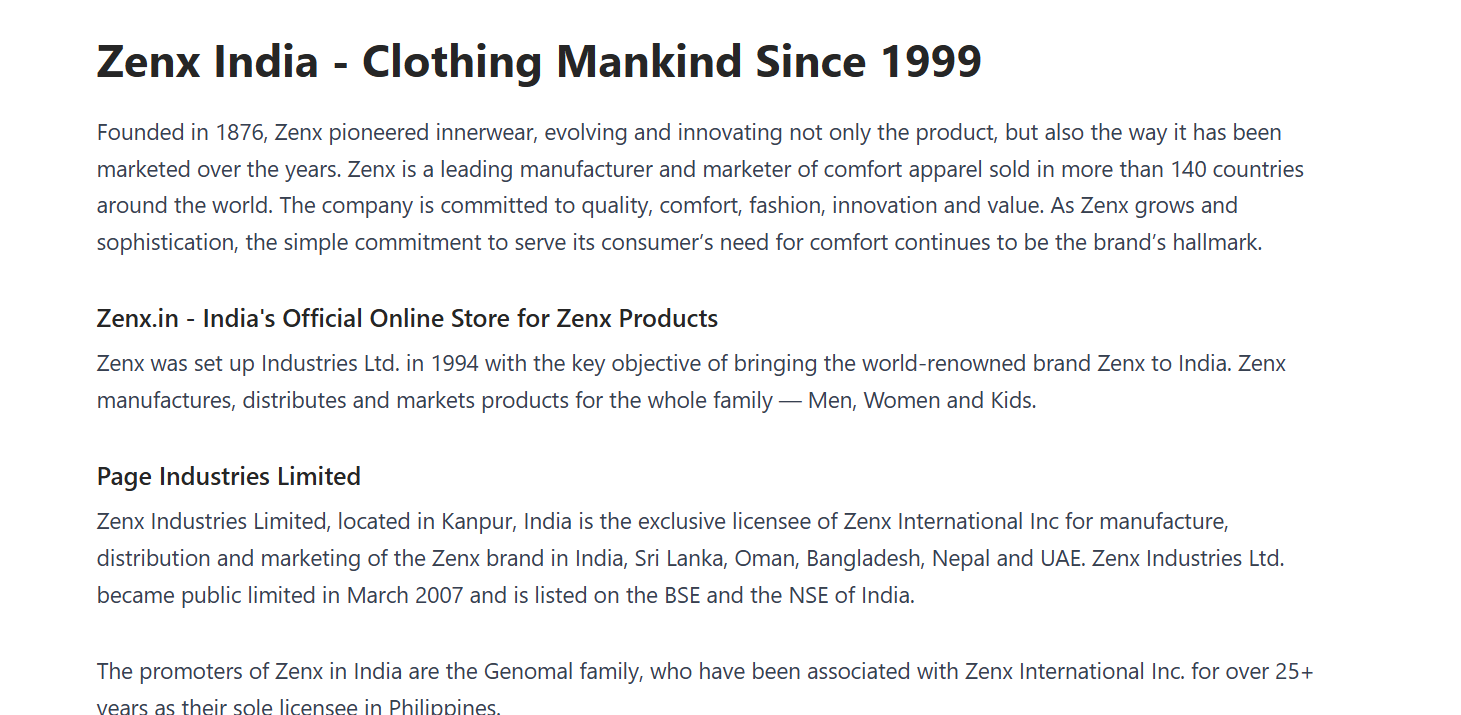 Zenx India - Clothing Mankind Since 1999
Founded in 1876, Zenx pioneered innerwear, evolving and innovating not only the product, but also the way it has been
marketed over the years. Zenx is a leading manufacturer and marketer of comfort apparel sold in more than 140 countries
around the world. The company is committed to quality, comfort, fashion, innovation and value. As Zenx grows and
sophistication, the simple commitment to serve its consumer’s need for comfort continues to be the brand’s hallmark.
Zenx.in - India's Official Online Store for Zenx Products
Zenx was set up Industries Ltd. in 1994 with the key objective of bringing the world-renowned brand Zenx to India. Zenx
manufactures, distributes and markets products for the whole family — Men, Women and Kids.
Page Industries Limited
Zenx Industries Limited, located in Kanpur, India is the exclusive licensee of Zenx International Inc for manufacture,
distribution and marketing of the Zenx brand in India, Sri Lanka, Oman, Bangladesh, Nepal and UAE. Zenx Industries Ltd.
became public limited in March 2007 and is listed on the BSE and the NSE of India.
The promoters of Zenx in India are the Genomal family, who have been associated with Zenx International Inc. for over 25+
years as their sole licensee in Philippines.